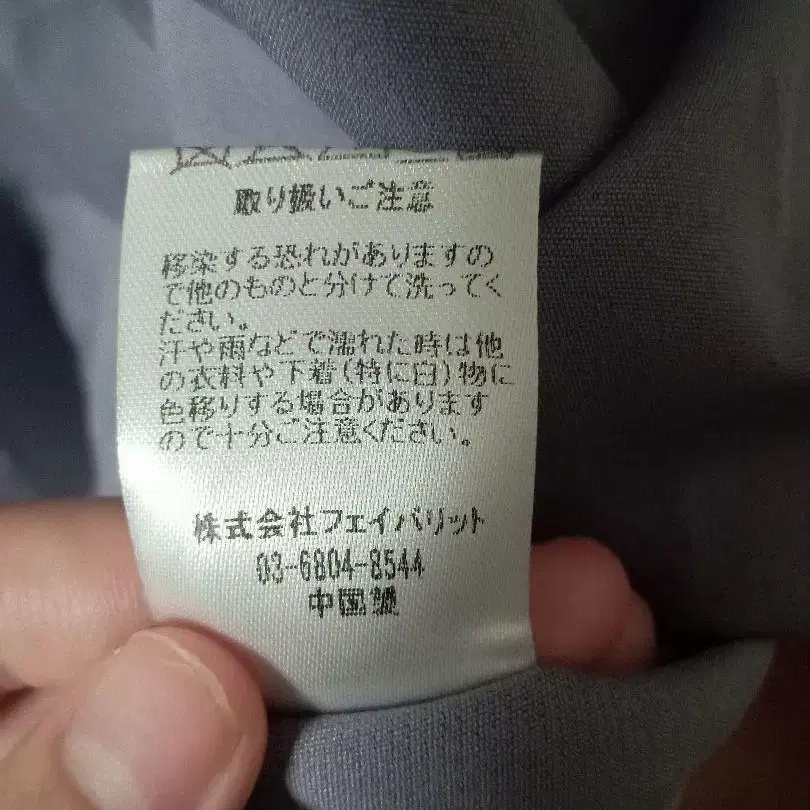 取り扱いご注意
移染する恐れがありますの
で他のものと分けて洗ってく
ださい。
汗や雨などで濡れた時は他
の衣料や下着(特に白)物に
色移りする場合があります
ので十分ご注意ください。
株式会社フェイバリット
03-6804-8544
中国製